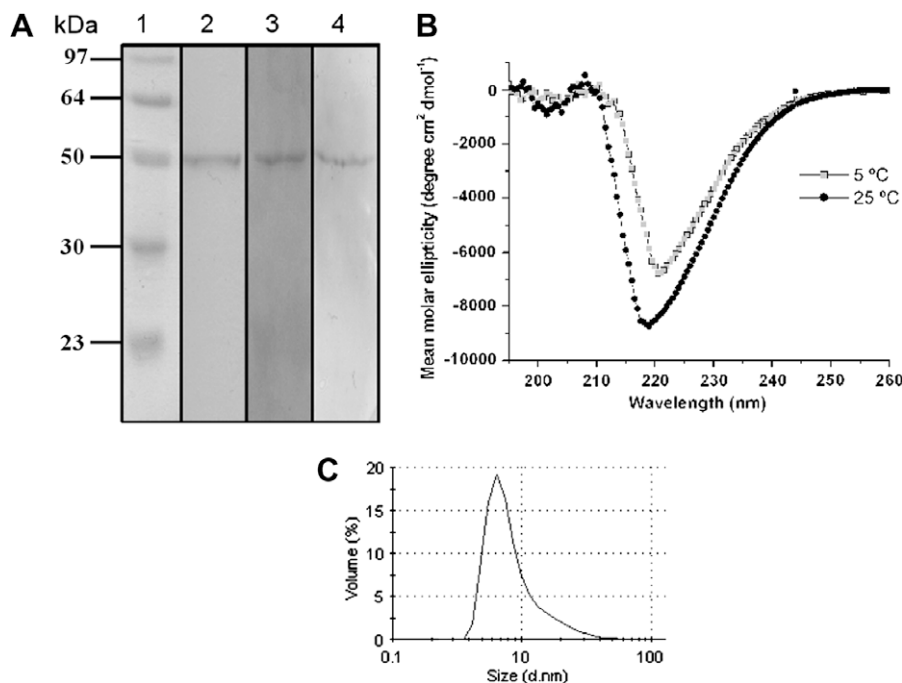 A
kDa 1 2 3 4
97
64
50
30
23
B
Mean molar ellipticity (degree cm² dmol⁻¹)
0
-2000
-4000
-6000
-8000
-10000
5 ºC
25 ºC
200 210 220 230 240 250 260
Wavelength (nm)
C
Volume (%)
20
15
10
5
0
0.1 10 100
Size (d.nm)